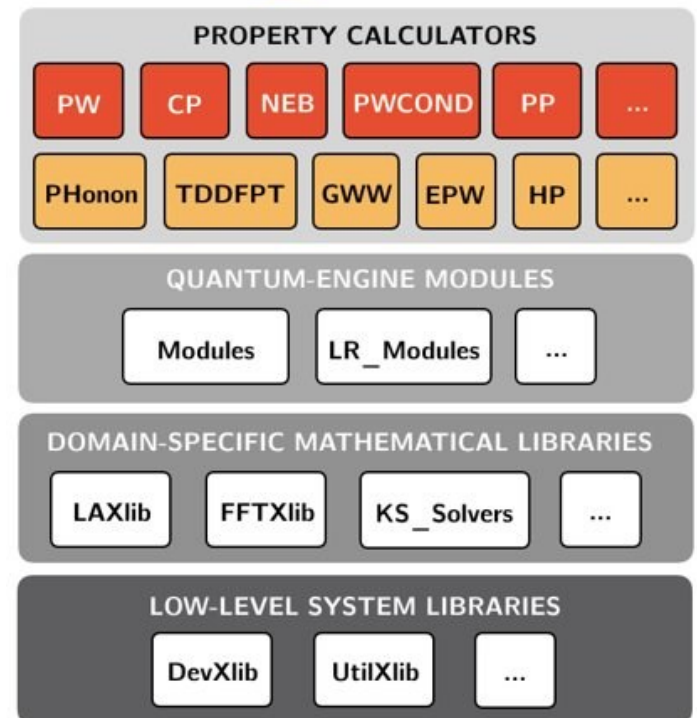 PROPERTY CALCULATORS
PW CP NEB PWCOND PP ...
PHonon TDDFPT GWW EPW HP ...
QUANTUM-ENGINE MODULES
Modules LR_Modules ...
DOMAIN-SPECIFIC MATHEMATICAL LIBRARIES
LAXlib FFTXlib KS_Solvers ...
LOW-LEVEL SYSTEM LIBRARIES
DevXlib UtilXlib ...